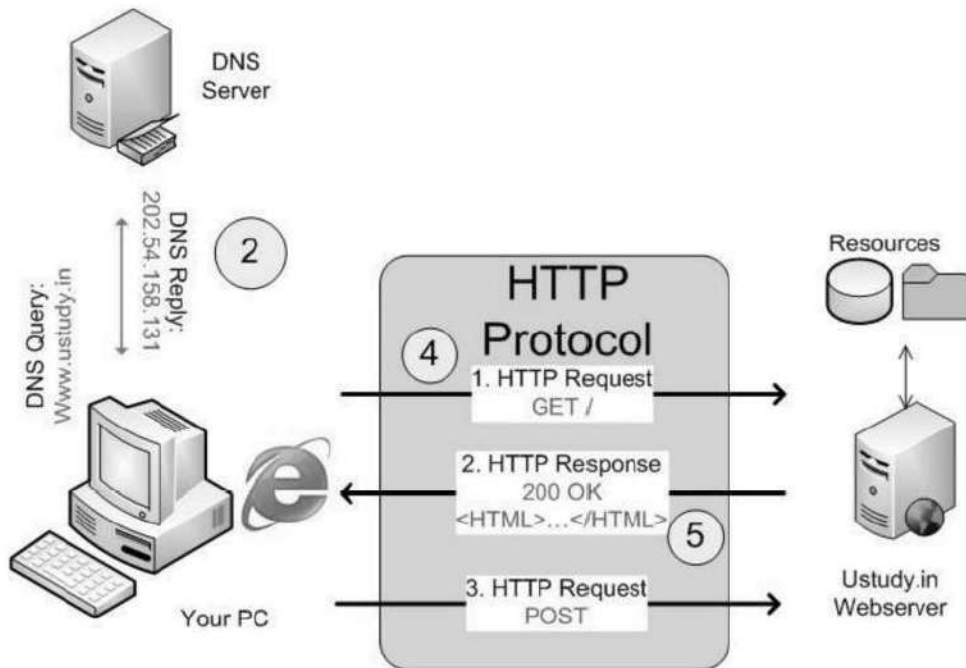 DNS
Server
DNS Query:
Www.ustudy.in
DNS Reply:
202.54.158.131
2
HTTP
Protocol
4
1. HTTP Request
GET /
2. HTTP Response
200 OK
<HTML>...</HTML>
5
3. HTTP Request
POST
Your PC
Resources
Ustudy.in
Webserver